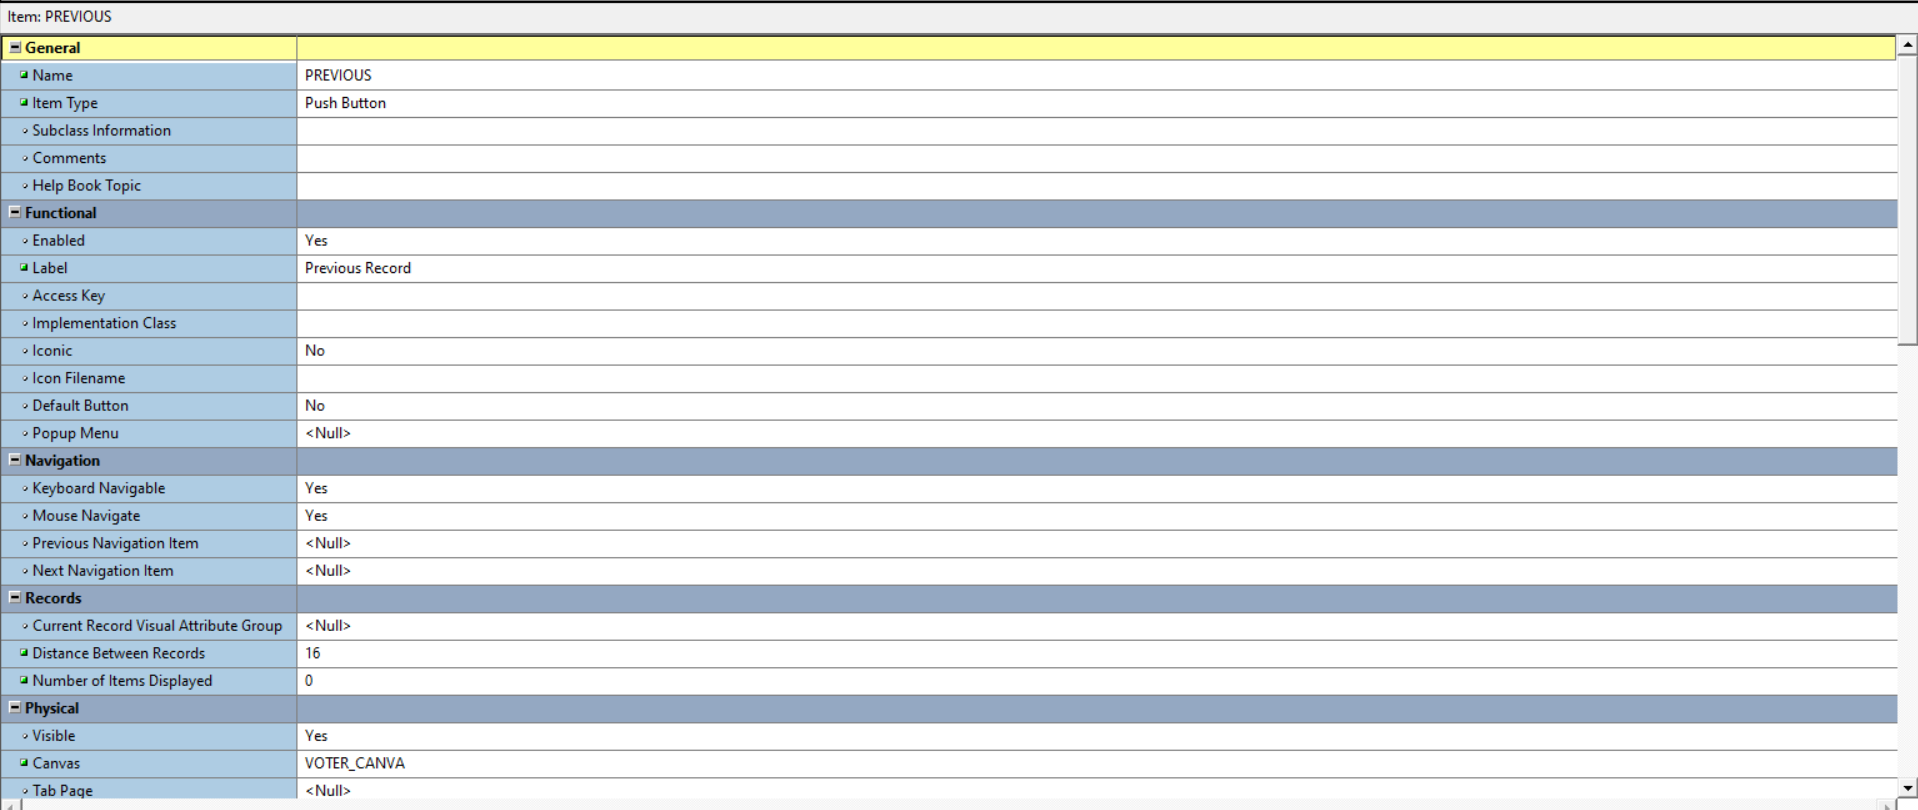 Item: PREVIOUS
General
Name PREVIOUS
Item Type Push Button
Subclass Information
Comments
Help Book Topic
Functional
Enabled Yes
Label Previous Record
Access Key
Implementation Class
Iconic No
Icon Filename
Default Button No
Popup Menu <Null>
Navigation
Keyboard Navigable Yes
Mouse Navigate Yes
Previous Navigation Item <Null>
Next Navigation Item <Null>
Records
Current Record Visual Attribute Group <Null>
Distance Between Records 16
Number of Items Displayed 0
Physical
Visible Yes
Canvas VOTER_CANVA
Tab Page <Null>